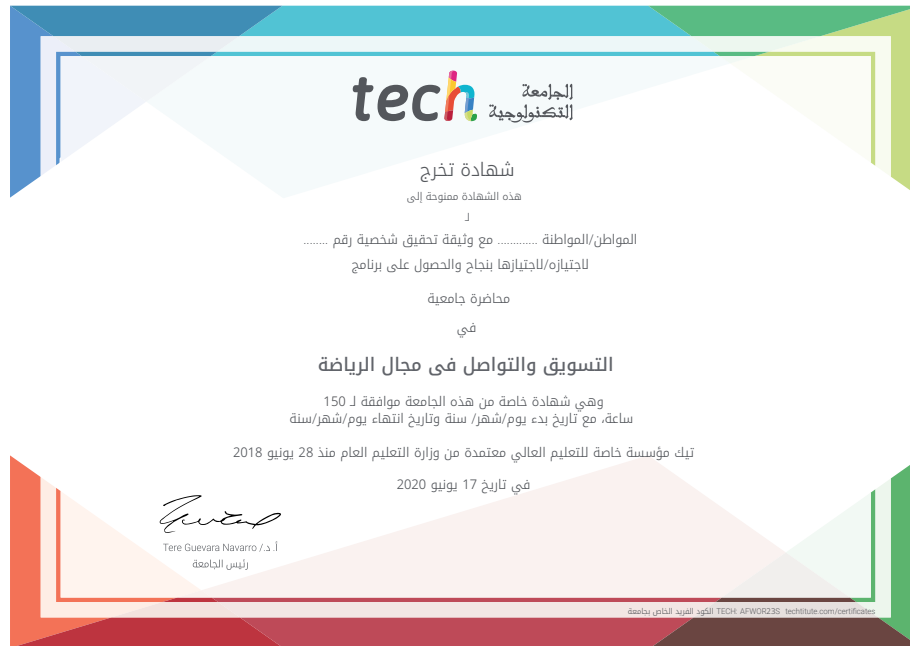 tech الجامعة التكنولوجية
شهادة تخرج
هذه الشهادة ممنوحة إلى
لـ
المواطن/المواطنة ............ مع وثيقة تحقيق شخصية رقم ........
لاجتيازه/لاجتيازها بنجاح والحصول على برنامج
محاضرة جامعية
في
التسويق والتواصل فى مجال الرياضة
وهي شهادة خاصة من هذه الجامعة موافقة لـ 150
ساعة، مع تاريخ بدء يوم/شهر/ سنة وتاريخ انتهاء يوم/شهر/سنة
تيك مؤسسة خاصة للتعليم العالي معتمدة من وزارة التعليم العام منذ 28 يونيو 2018
في تاريخ 17 يونيو 2020
أ.د./ Tere Guevara Navarro
رئيس الجامعة
الكود الفريد الخاص بجامعة TECH: AFWOR23S techtitute.com/certificates